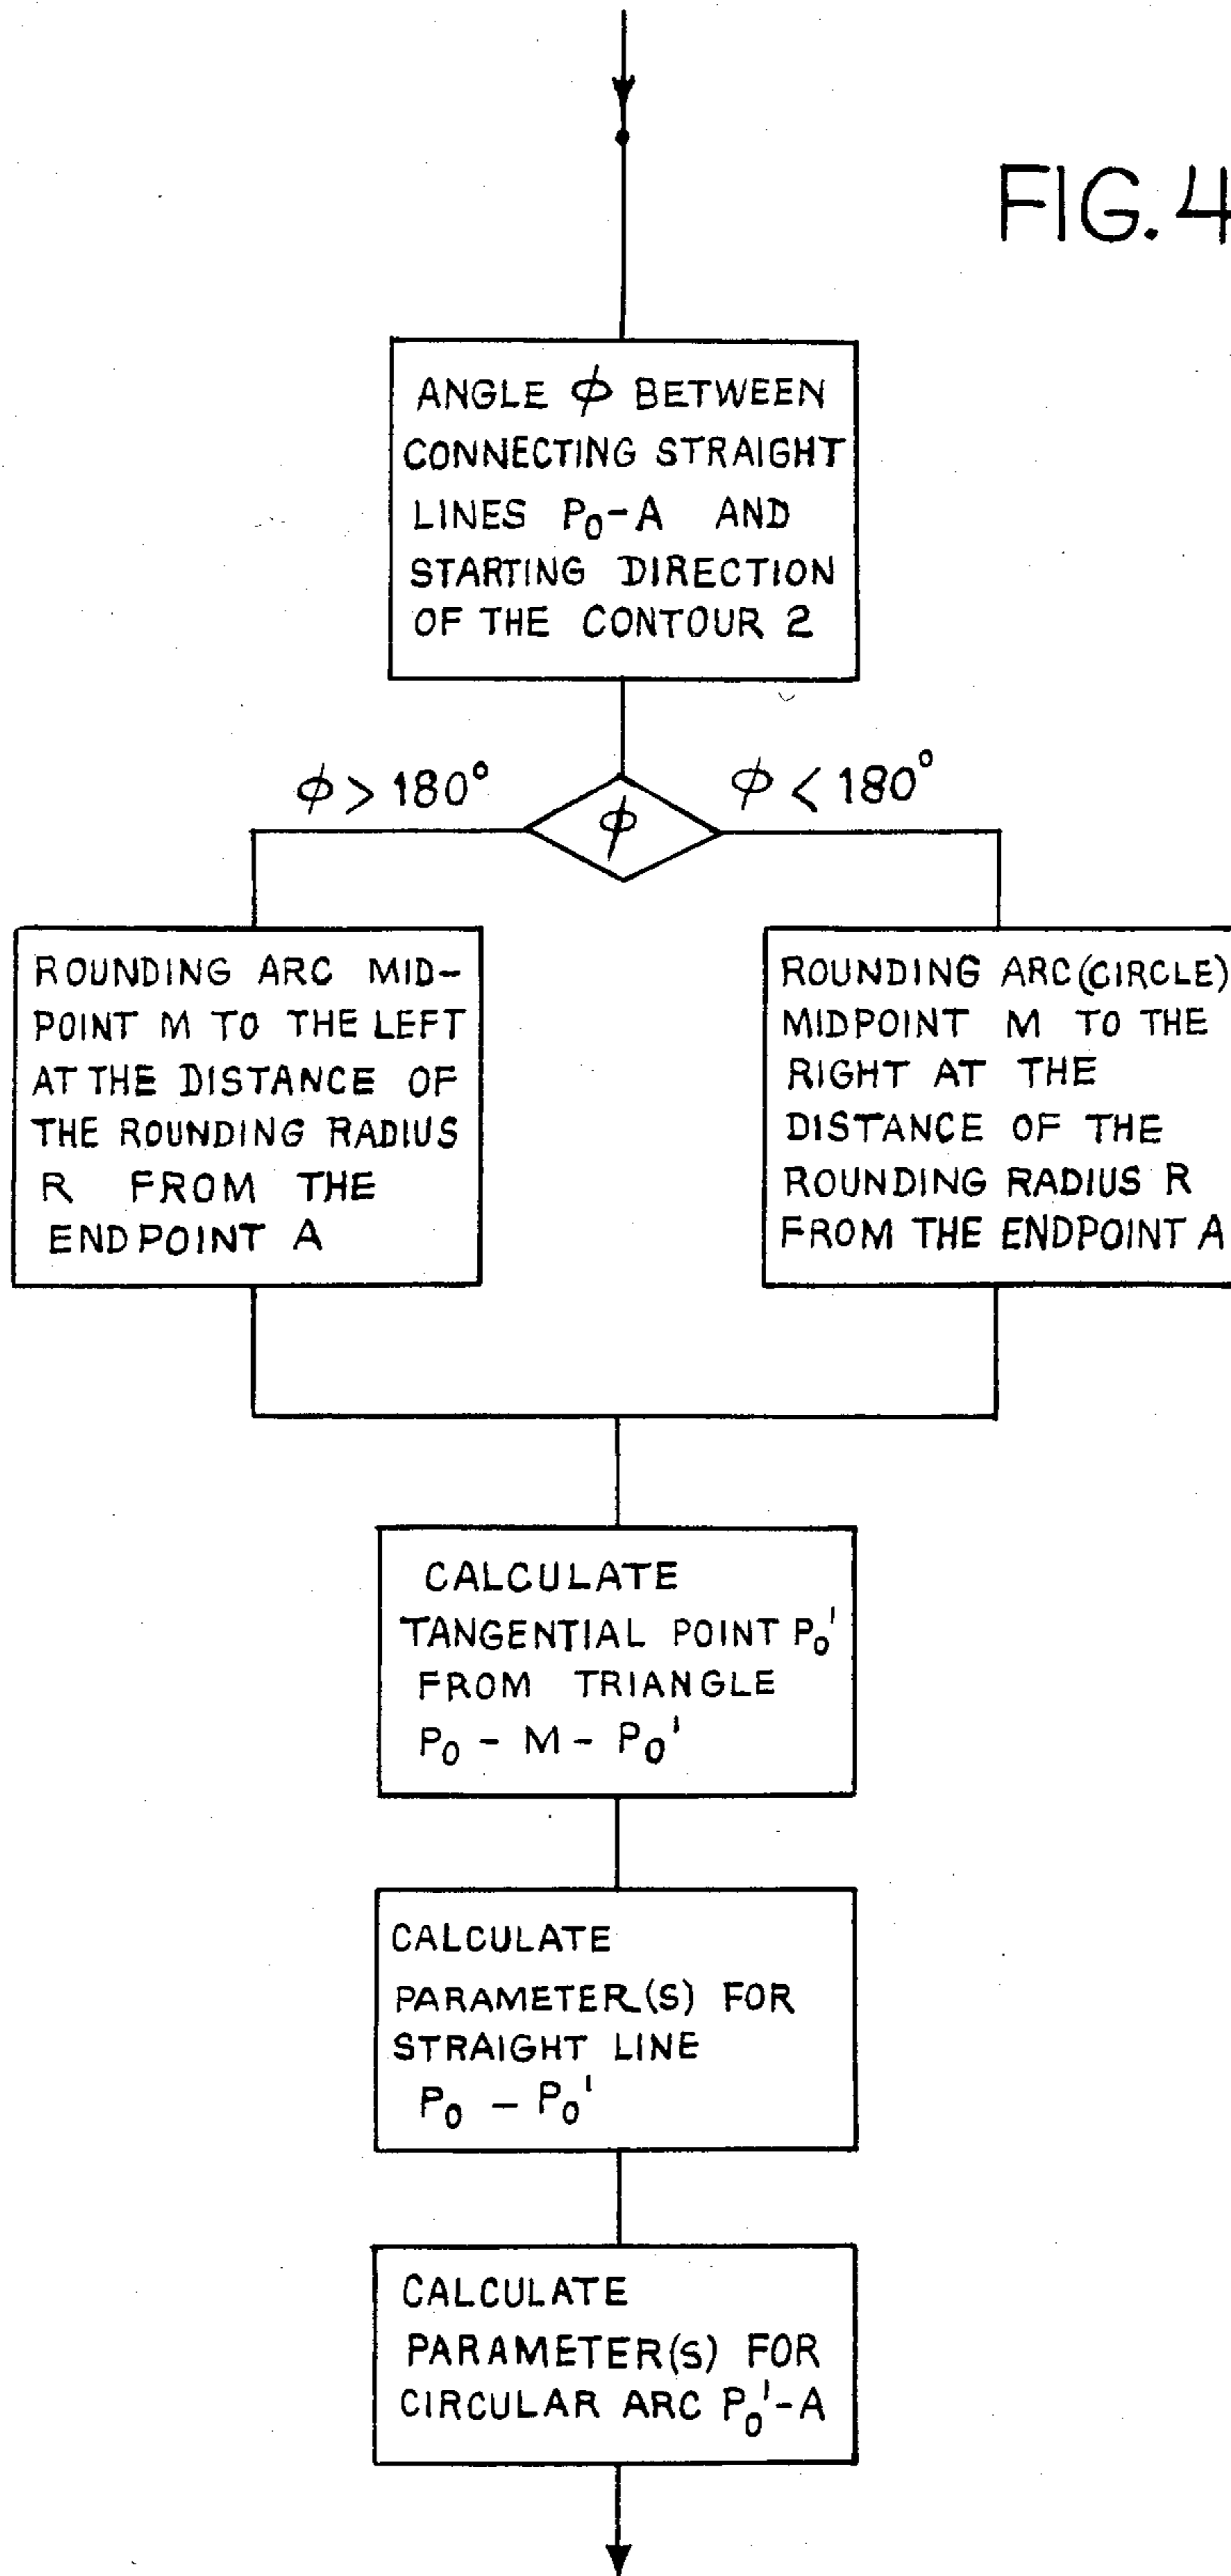 FIG. 4
ANGLE ϕ BETWEEN
CONNECTING STRAIGHT
LINES P₀-A AND
STARTING DIRECTION
OF THE CONTOUR 2
ϕ > 180°
ϕ
ϕ < 180°
ROUNDING ARC MID-
POINT M TO THE LEFT
AT THE DISTANCE OF
THE ROUNDING RADIUS
R FROM THE
ENDPOINT A
ROUNDING ARC (CIRCLE)
MIDPOINT M TO THE
RIGHT AT THE
DISTANCE OF THE
ROUNDING RADIUS R
FROM THE ENDPOINT A
CALCULATE
TANGENTIAL POINT P₀'
FROM TRIANGLE
P₀ - M - P₀'
CALCULATE
PARAMETER(S) FOR
STRAIGHT LINE
P₀ - P₀'
CALCULATE
PARAMETER(S) FOR
CIRCULAR ARC P₀'-A